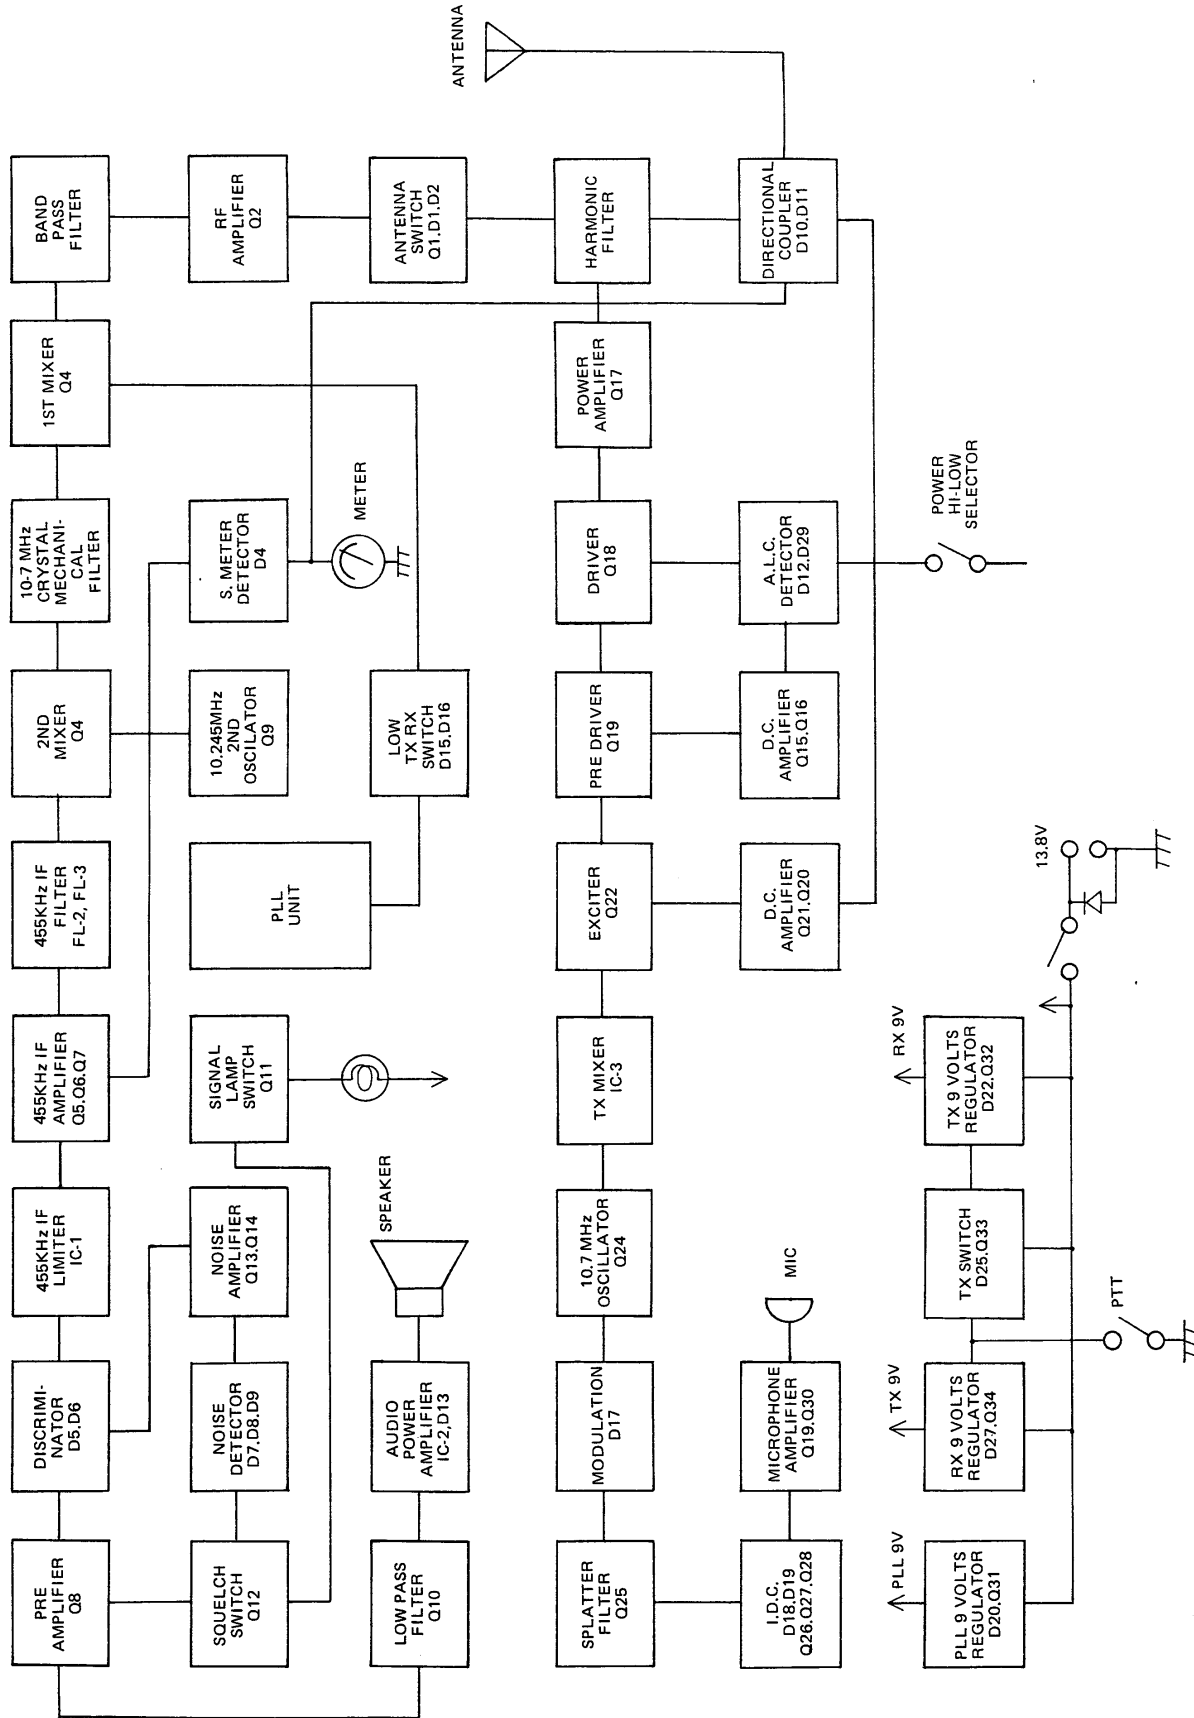 PRE
AMPLIFIER
Q8
DISCRIMI-
NATOR
D5.D6
455KHz IF
LIMITER
IC-1
455KHz IF
AMPLIFIER
Q5.Q6.Q7
455KHz IF
FILTER
FL-2, FL-3
2ND
MIXER
Q4
10-7 MHz
CRYSTAL
MECHANI-
CAL
FILTER
1ST MIXER
Q4
BAND
PASS
FILTER
SQUELCH
SWITCH
Q12
NOISE
DETECTOR
D7.D8.D9
NOISE
AMPLIFIER
Q13.Q14
SIGNAL
LAMP
SWITCH
Q11
PLL
UNIT
10.245MHz
2ND
OSCILATOR
Q9
S. METER
DETECTOR
D4
RF
AMPLIFIER
Q2
LOW PASS
FILTER
Q10
AUDIO
POWER
AMPLIFIER
IC-2,D13
SPEAKER
LOW
TX RX
SWITCH
D15.D16
METER
ANTENNA
SWITCH
Q1.D1.D2
ANTENNA
SPLATTER
FILTER
Q25
MODULATION
D17
10.7 MHz
OSCILLATOR
Q24
TX MIXER
IC-3
EXCITER
Q22
PRE DRIVER
Q19
DRIVER
Q18
POWER
AMPLIFIER
Q17
HARMONIC
FILTER
I.D.C.
D18.D19
Q26.Q27.Q28
MICROPHONE
AMPLIFIER
Q19.Q30
MIC
D.C.
AMPLIFIER
Q21.Q20
D.C.
AMPLIFIER
Q15.Q16
A.L.C.
DETECTOR
D12.D29
DIRECTIONAL
COUPLER
D10.D11
POWER
HI-LOW
SELECTOR
PLL 9V
TX 9V
RX 9V
PLL 9 VOLTS
REGULATOR
D20.Q31
RX 9 VOLTS
REGULATOR
D27.Q34
TX SWITCH
D25.Q33
TX 9 VOLTS
REGULATOR
D22.Q32
13.8V
PTT